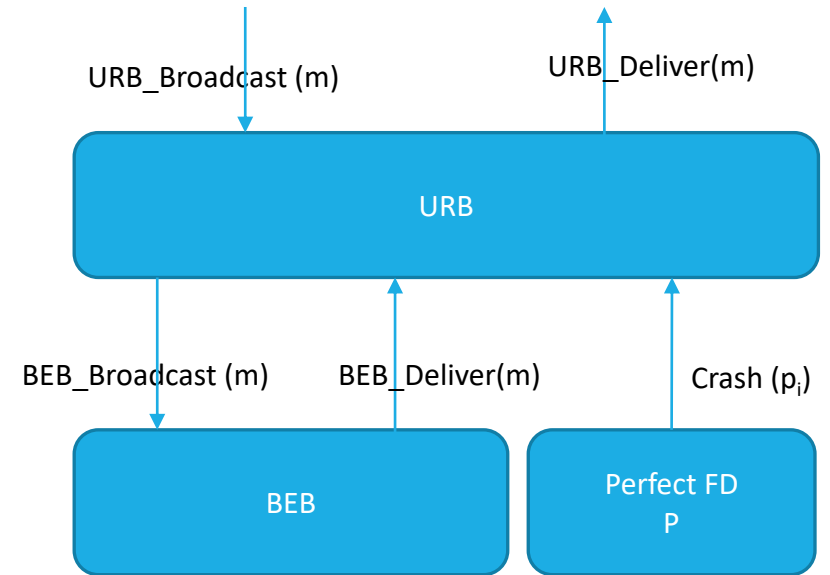 URB_Broadcast (m)
URB_Deliver(m)
URB
BEB_Broadcast (m)
BEB_Deliver(m)
Crash (pi)
BEB
Perfect FD
P